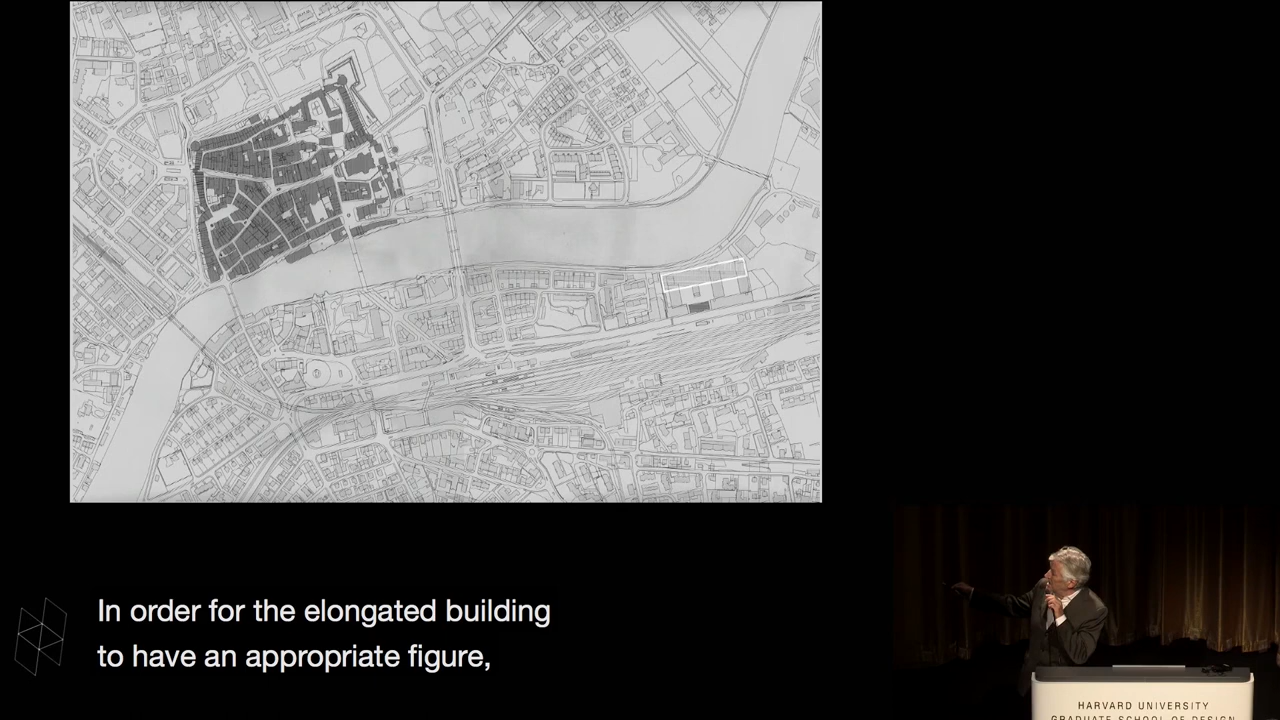 In order for the elongated building
to have an appropriate figure,
HARVARD UNIVERSITY
GRADUATE SCHOOL OF DESIGN